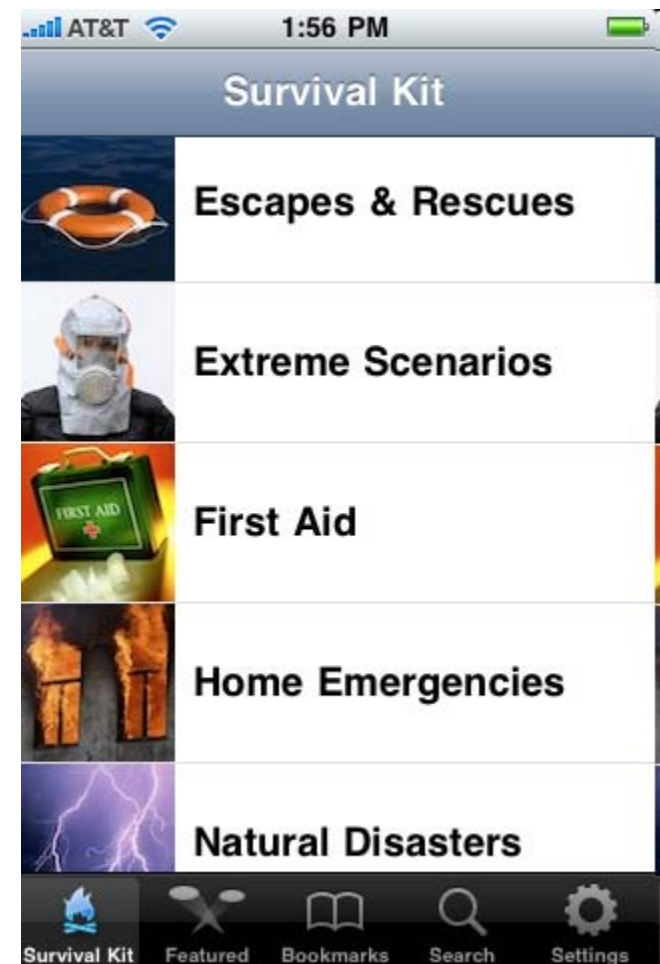 AT&T 1:56 PM
Survival Kit
Escapes & Rescues
Extreme Scenarios
FIRST AID
First Aid
Home Emergencies
Natural Disasters
Survival Kit Featured Bookmarks Search Settings